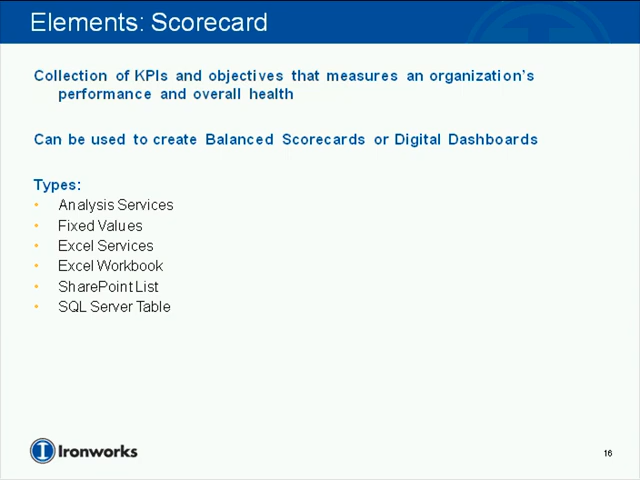 Elements: Scorecard
Collection of KPIs and objectives that measures an organization's
performance and overall health
Can be used to create Balanced Scorecards or Digital Dashboards
Types:
• Analysis Services
• Fixed Values
• Excel Services
• Excel Workbook
• SharePoint List
• SQL Server Table
I Ironworks
16